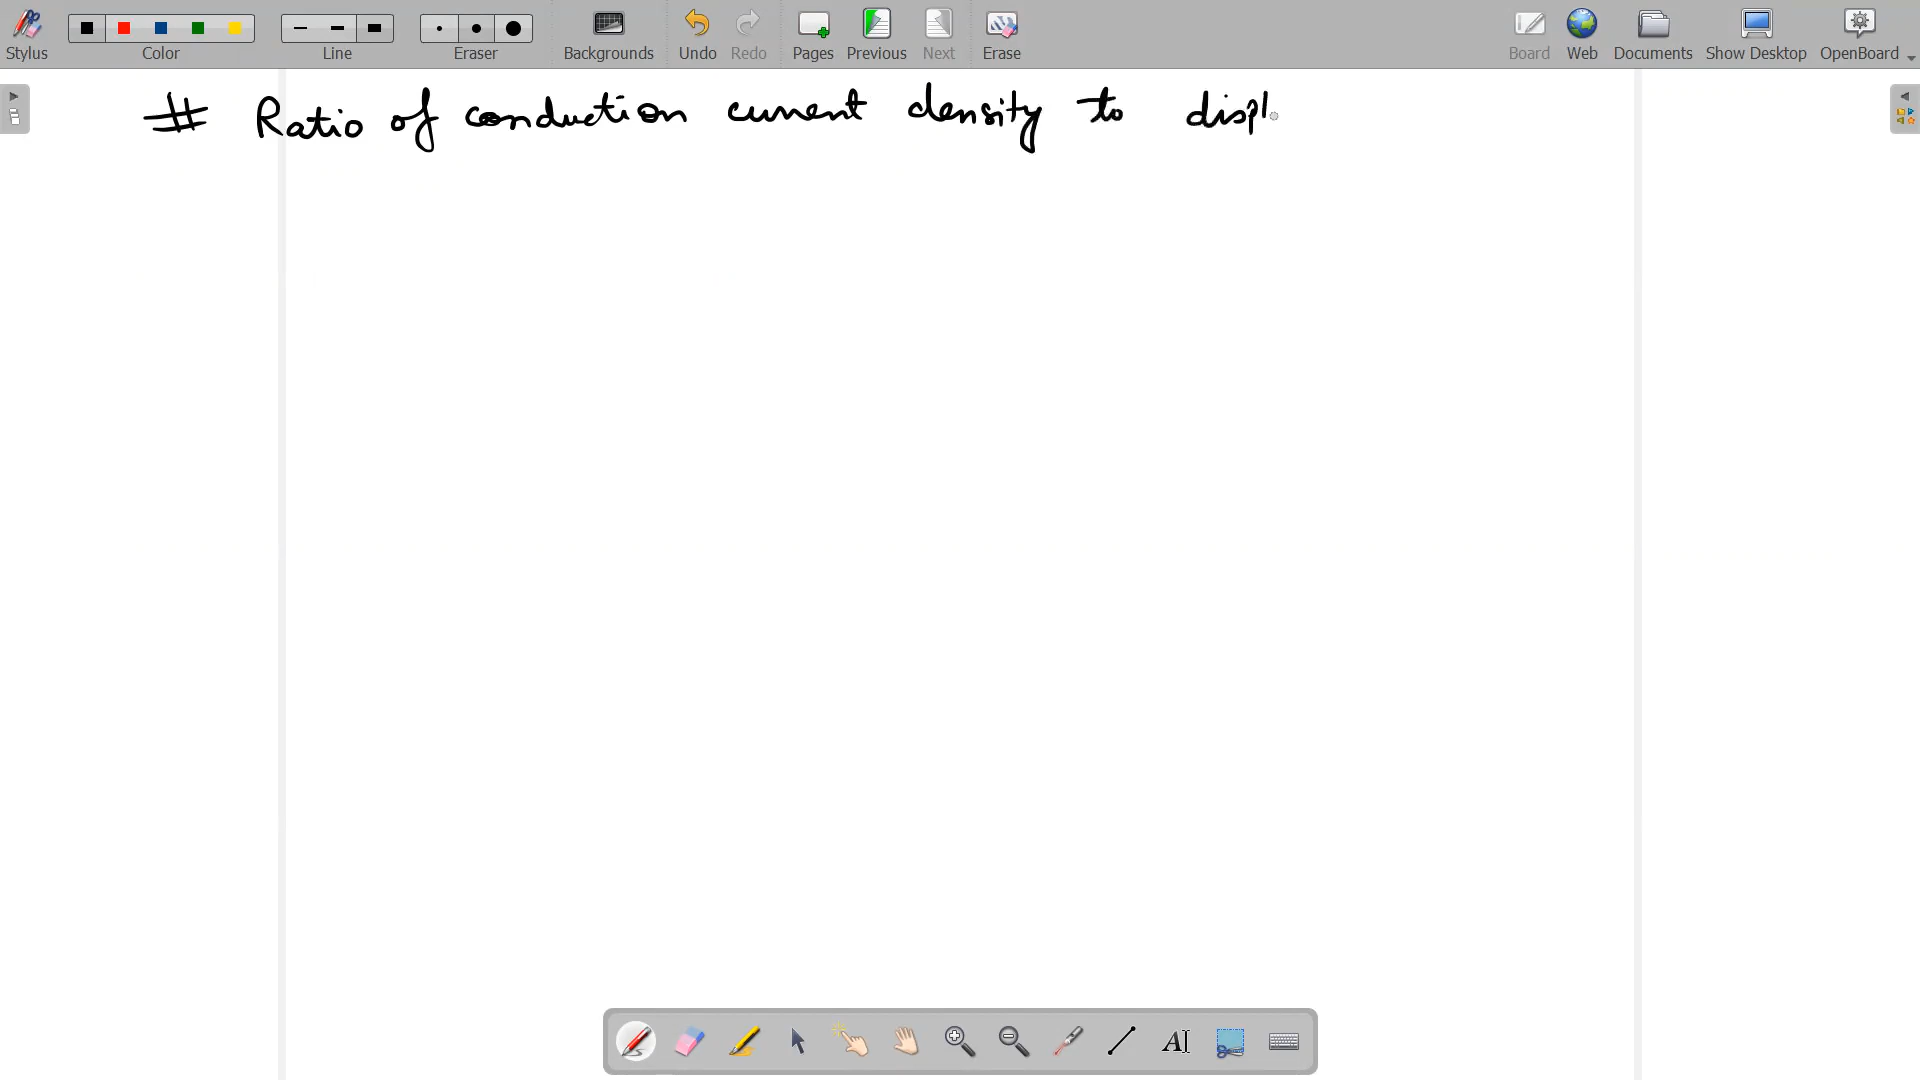 Stylus Color Line Eraser Backgrounds Undo Redo Pages Previous Next Erase Board Web Documents Show Desktop OpenBoard
# Ratio of conduction current density to displ
AI